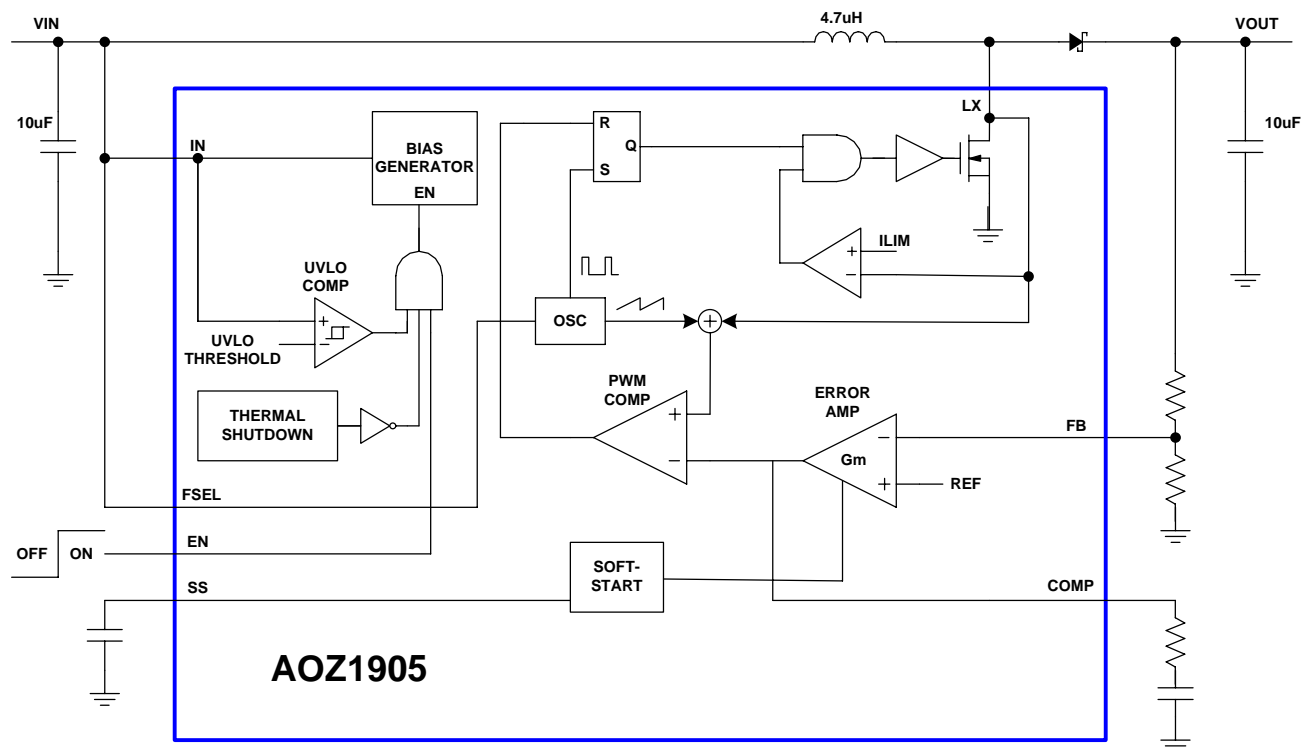 VIN
4.7uH
VOUT
10uF
10uF
LX
IN
BIAS
GENERATOR
EN
R
Q
S
ILIM
+
−
UVLO
COMP
+
−
UVLO
THRESHOLD
OSC
+
THERMAL
SHUTDOWN
PWM
COMP
+
−
ERROR
AMP
−
Gm
+
REF
FB
FSEL
OFF
ON
EN
SOFT-
START
SS
COMP
AOZ1905